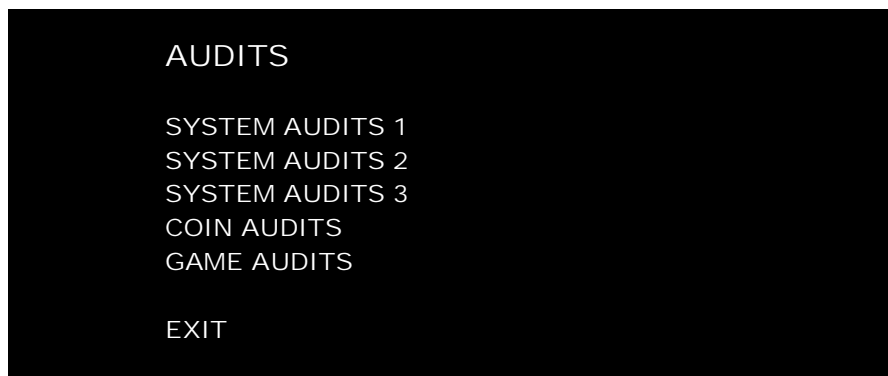 AUDITS
SYSTEM AUDITS 1
SYSTEM AUDITS 2
SYSTEM AUDITS 3
COIN AUDITS
GAME AUDITS
EXIT